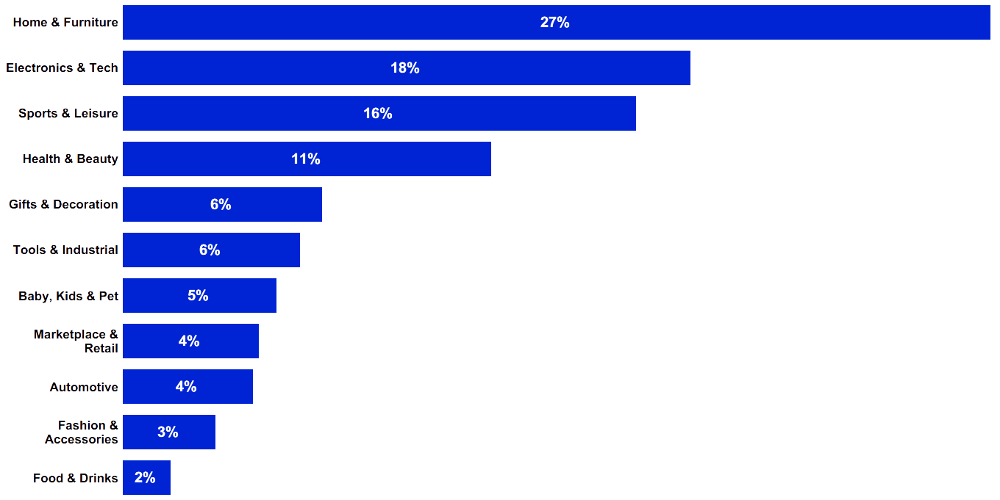 Home & Furniture 27%
Electronics & Tech 18%
Sports & Leisure 16%
Health & Beauty 11%
Gifts & Decoration 6%
Tools & Industrial 6%
Baby, Kids & Pet 5%
Marketplace &
Retail 4%
Automotive 4%
Fashion &
Accessories 3%
Food & Drinks 2%